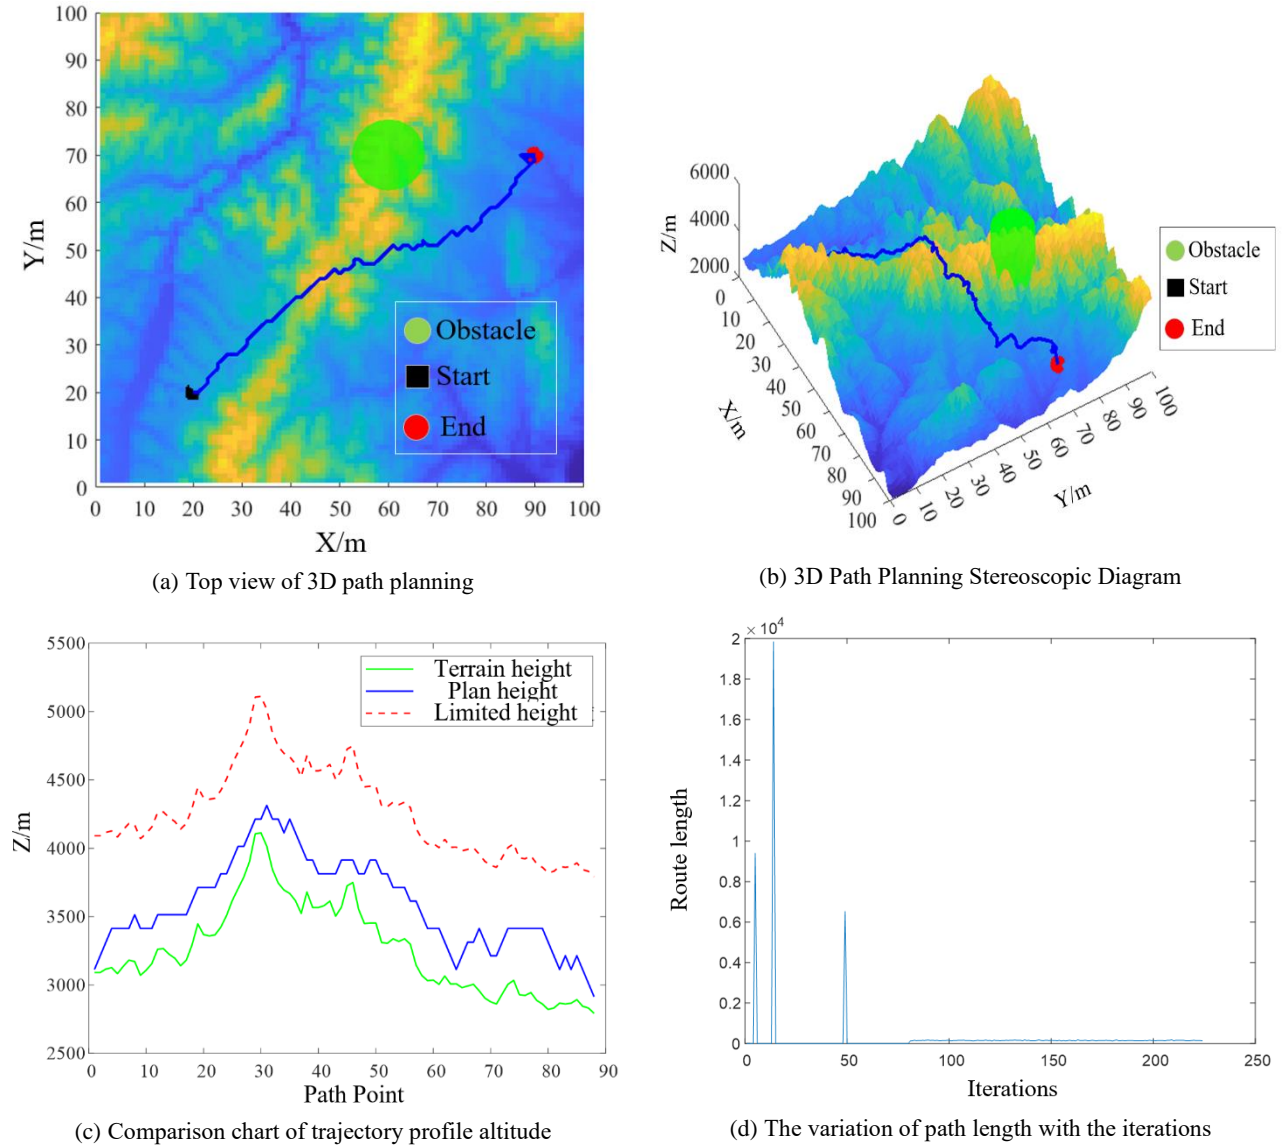 100
90
80
70
60
50
40
30
20
10
0
Y/m
0 10 20 30 40 50 60 70 80 90 100
X/m
Obstacle
Start
End
(a) Top view of 3D path planning
6000
4000
2000
Z/m
0
10
20
30
40
50
60
70
80
90
100
X/m
0 10 20 30 40 50 60 70 80 90 100
Y/m
Obstacle
Start
End
(b) 3D Path Planning Stereoscopic Diagram
5500
5000
4500
4000
3500
3000
2500
Z/m
Terrain height
Plan height
Limited height
0 10 20 30 40 50 60 70 80 90
Path Point
(c) Comparison chart of trajectory profile altitude
2 ×10⁴
1.8
1.6
1.4
1.2
1
0.8
0.6
0.4
0.2
0
Route length
0 50 100 150 200 250
Iterations
(d) The variation of path length with the iterations